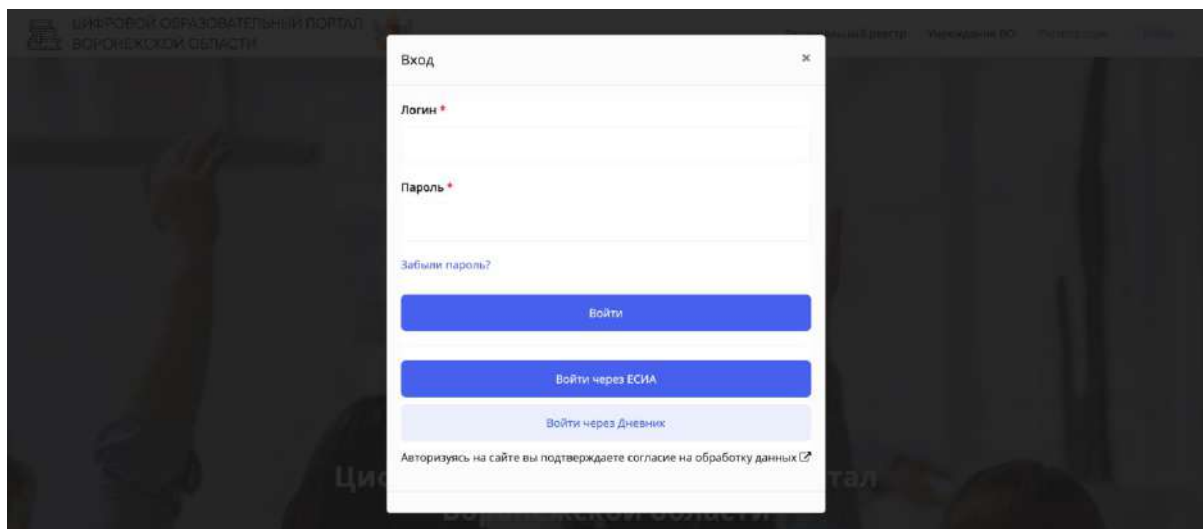 ЦИФРОВОЙ ОБРАЗОВАТЕЛЬНЫЙ ПОРТАЛ
ВОРОНЕЖСКОЙ ОБЛАСТИ
Учреждения ВО
Вход
×
Логин *
Пароль *
Забыли пароль?
Войти
Войти через ЕСИА
Войти через Дневник
Авторизуясь на сайте вы подтверждаете согласие на обработку данных